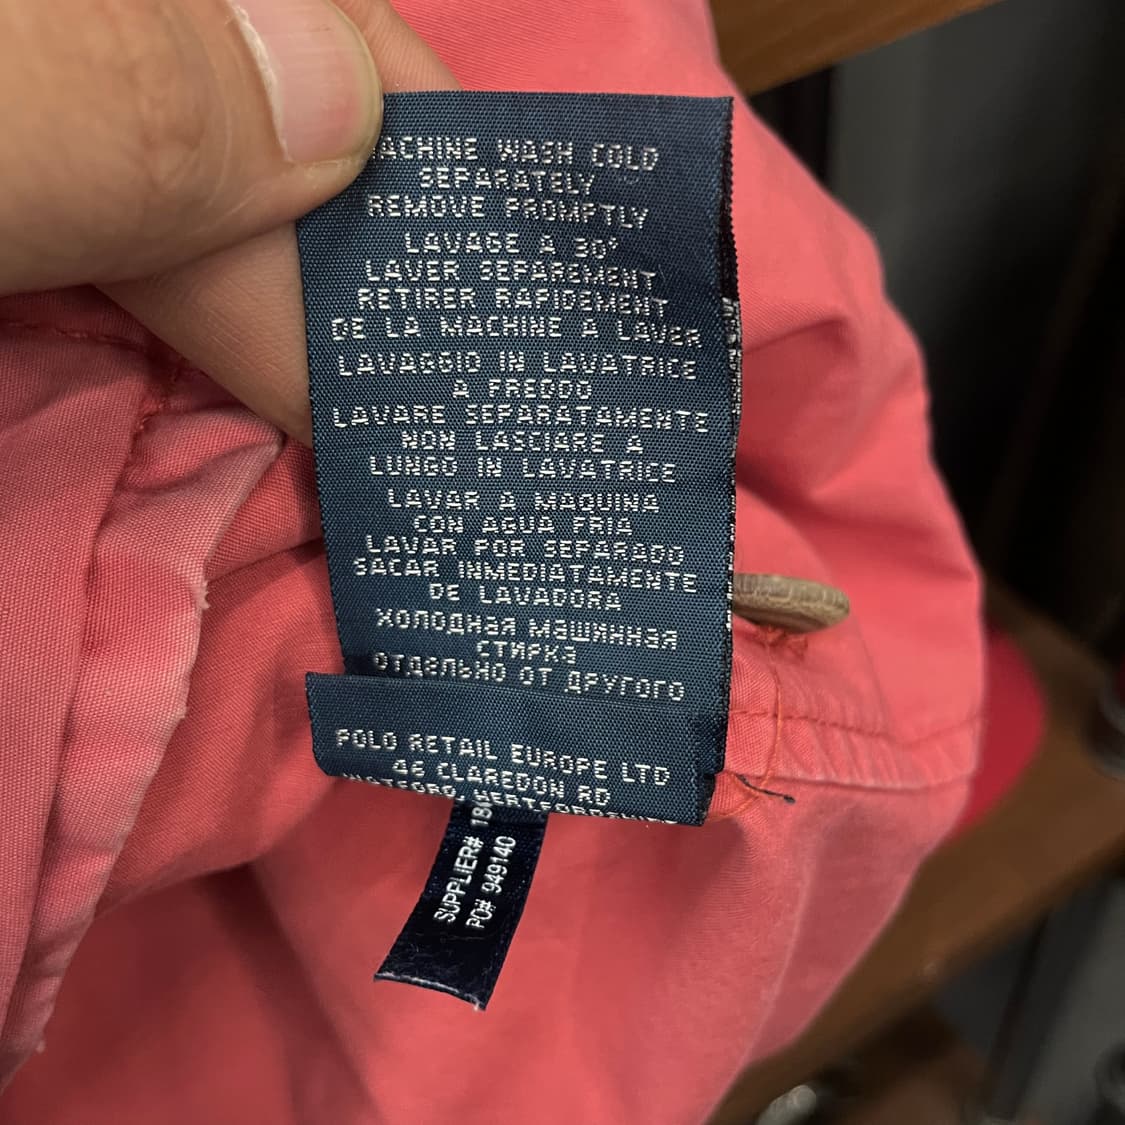 MACHINE WASH COLD
SEPARATELY
REMOVE PROMPTLY
LAVAGE A 30°
LAVER SEPAREMENT
RETIRER RAPIDEMENT
DE LA MACHINE A LAVER
LAVAGGIO IN LAVATRICE
A FREDDO
LAVARE SEPARATAMENTE
NON LASCIARE A
LUNGO IN LAVATRICE
LAVAR A MAQUINA
CON AGUA FRIA
LAVAR POR SEPARADO
SACAR INMEDIATAMENTE
DE LAVADORA
ХОЛОДНАЯ МАШИННАЯ
СТИРКА
ОТДЕЛЬНО ОТ ДРУГОГО
POLO RETAIL EUROPE LTD
46 CLAREDON RD
WATFORD, HERTFORDSHIRE
SUPPLIER#
PO# 949140